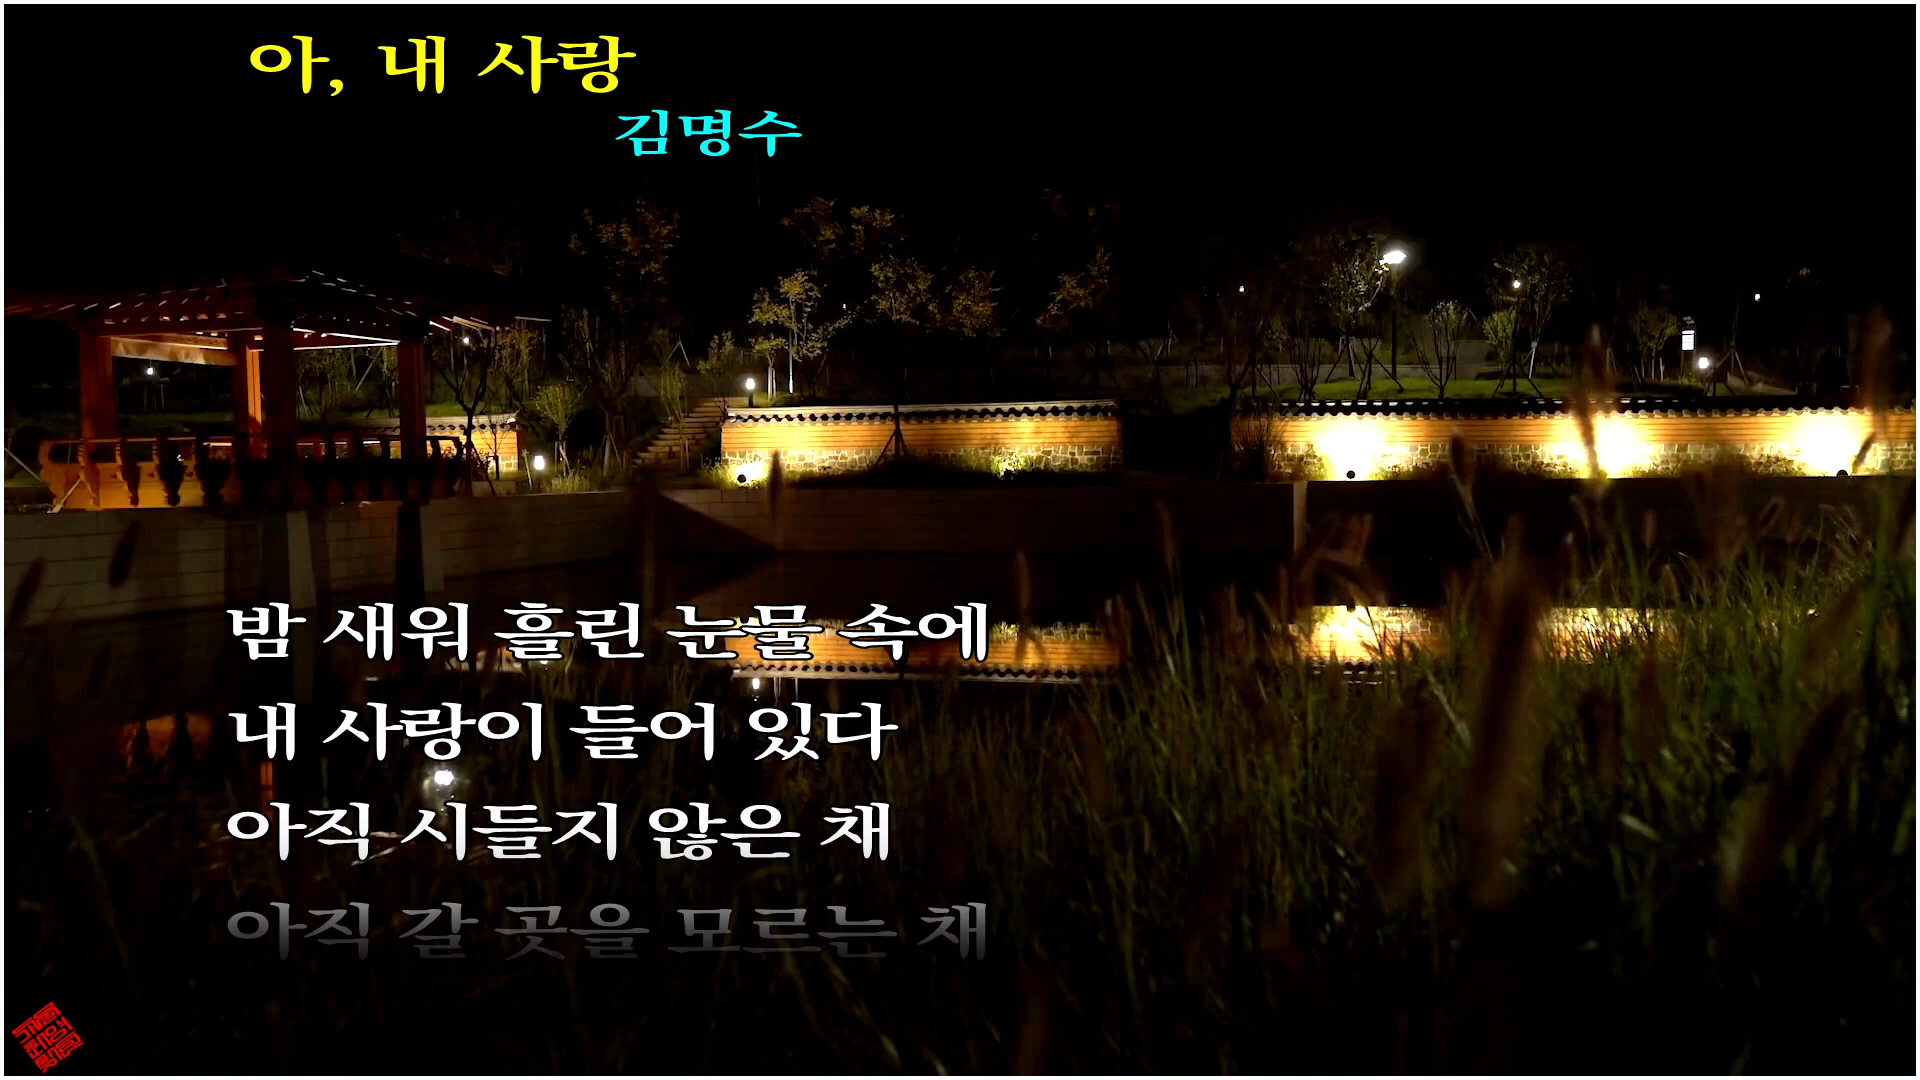 아, 내 사랑
김명수
밤 새워 흘린 눈물 속에
내 사랑이 들어 있다
아직 시들지 않은 채
아직 갈 곳을 모르는 채